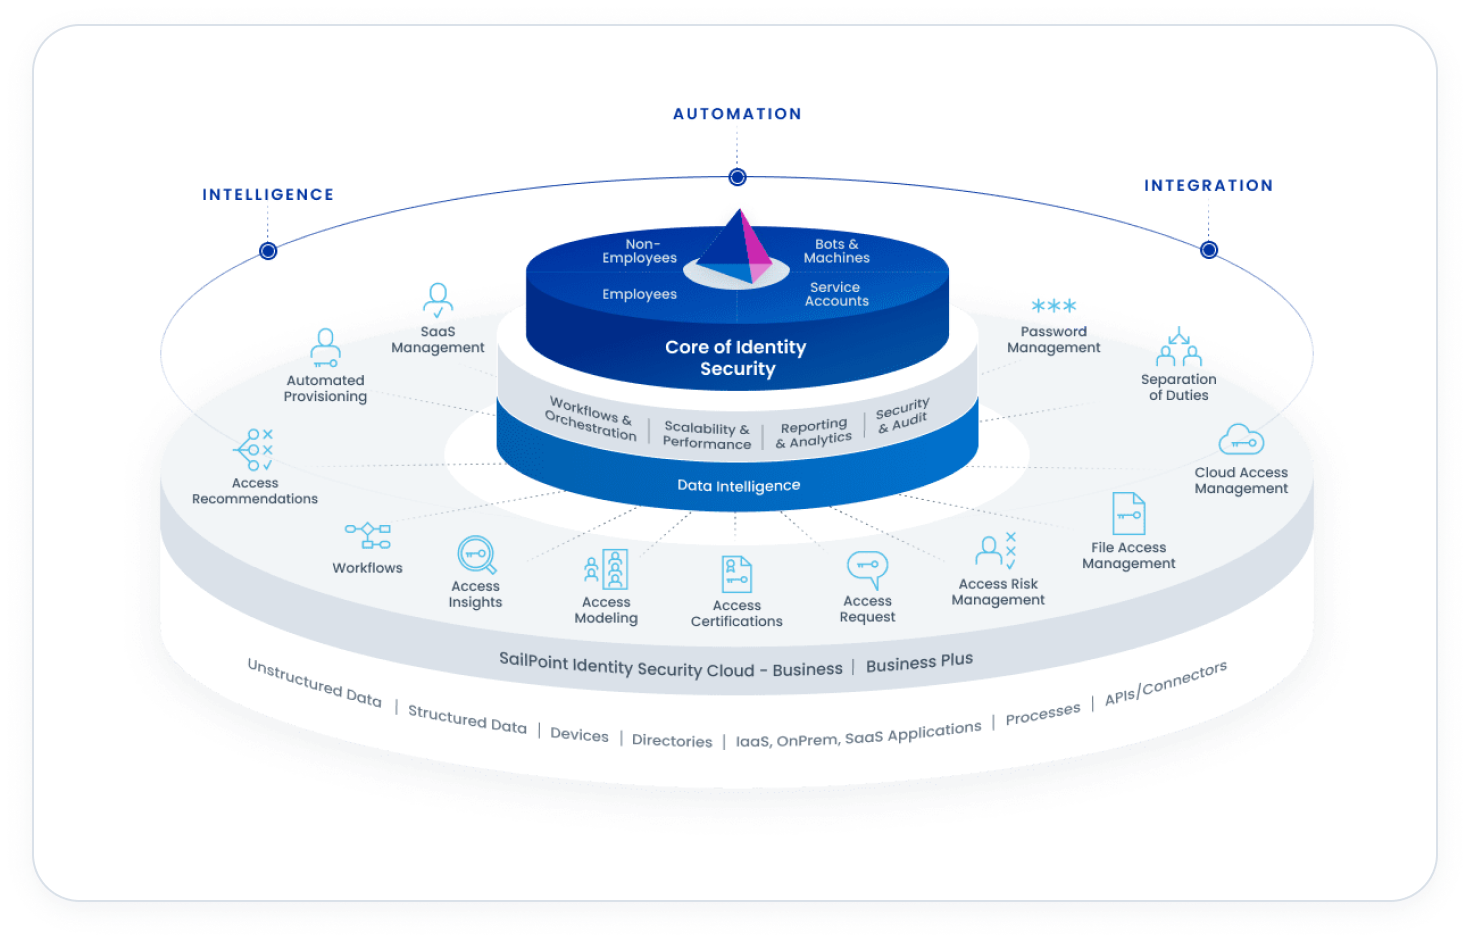 AUTOMATION
INTELLIGENCE
INTEGRATION
Non-
Employees
Bots &
Machines
Employees
Service
Accounts
Core of Identity
Security
SaaS
Management
Password
Management
Automated
Provisioning
Separation
of Duties
Workflows &
Orchestration
Scalability &
Performance
Reporting
& Analytics
Security
& Audit
Data Intelligence
Access
Recommendations
Cloud Access
Management
Workflows
Access
Insights
Access
Modeling
Access
Certifications
Access
Request
Access Risk
Management
File Access
Management
SailPoint Identity Security Cloud - Business | Business Plus
Unstructured Data | Structured Data | Devices | Directories | IaaS, OnPrem, SaaS Applications | Processes | APIs/Connectors